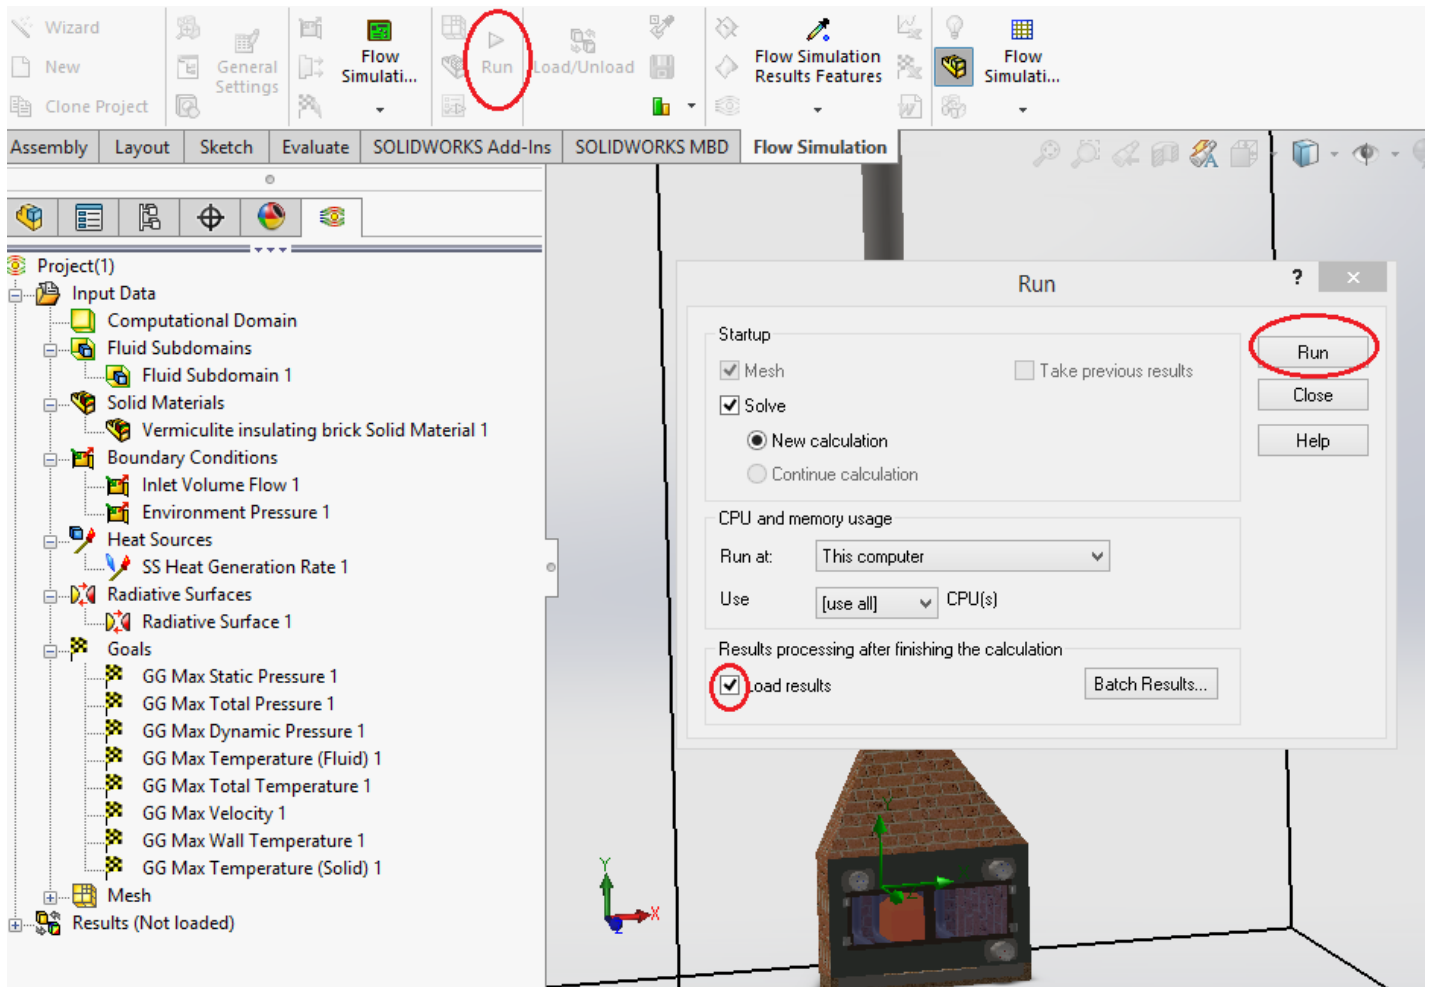 Wizard
New
Clone Project
General
Settings
Flow
Simulati...
Run
Load/Unload
Flow Simulation
Results Features
Flow
Simulati...
Assembly
Layout
Sketch
Evaluate
SOLIDWORKS Add-Ins
SOLIDWORKS MBD
Flow Simulation
Project(1)
Input Data
Computational Domain
Fluid Subdomains
Fluid Subdomain 1
Solid Materials
Vermiculite insulating brick Solid Material 1
Boundary Conditions
Inlet Volume Flow 1
Environment Pressure 1
Heat Sources
SS Heat Generation Rate 1
Radiative Surfaces
Radiative Surface 1
Goals
GG Max Static Pressure 1
GG Max Total Pressure 1
GG Max Dynamic Pressure 1
GG Max Temperature (Fluid) 1
GG Max Total Temperature 1
GG Max Velocity 1
GG Max Wall Temperature 1
GG Max Temperature (Solid) 1
Mesh
Results (Not loaded)
Run
?
Startup
Mesh
Take previous results
Solve
New calculation
Continue calculation
Run
Close
Help
CPU and memory usage
Run at:
This computer
Use
[use all]
CPU(s)
Results processing after finishing the calculation
Load results
Batch Results...
Y
X
Z
Y
Z